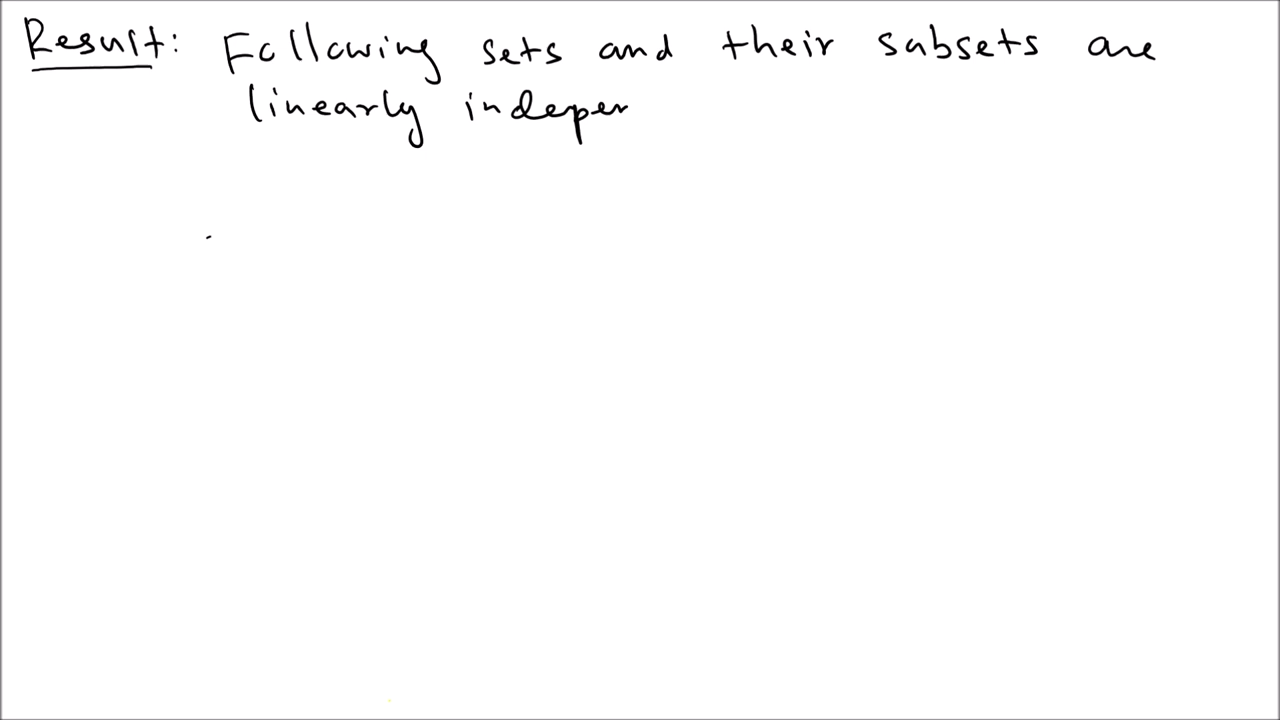 Result: Following sets and their subsets are
linearly indepen